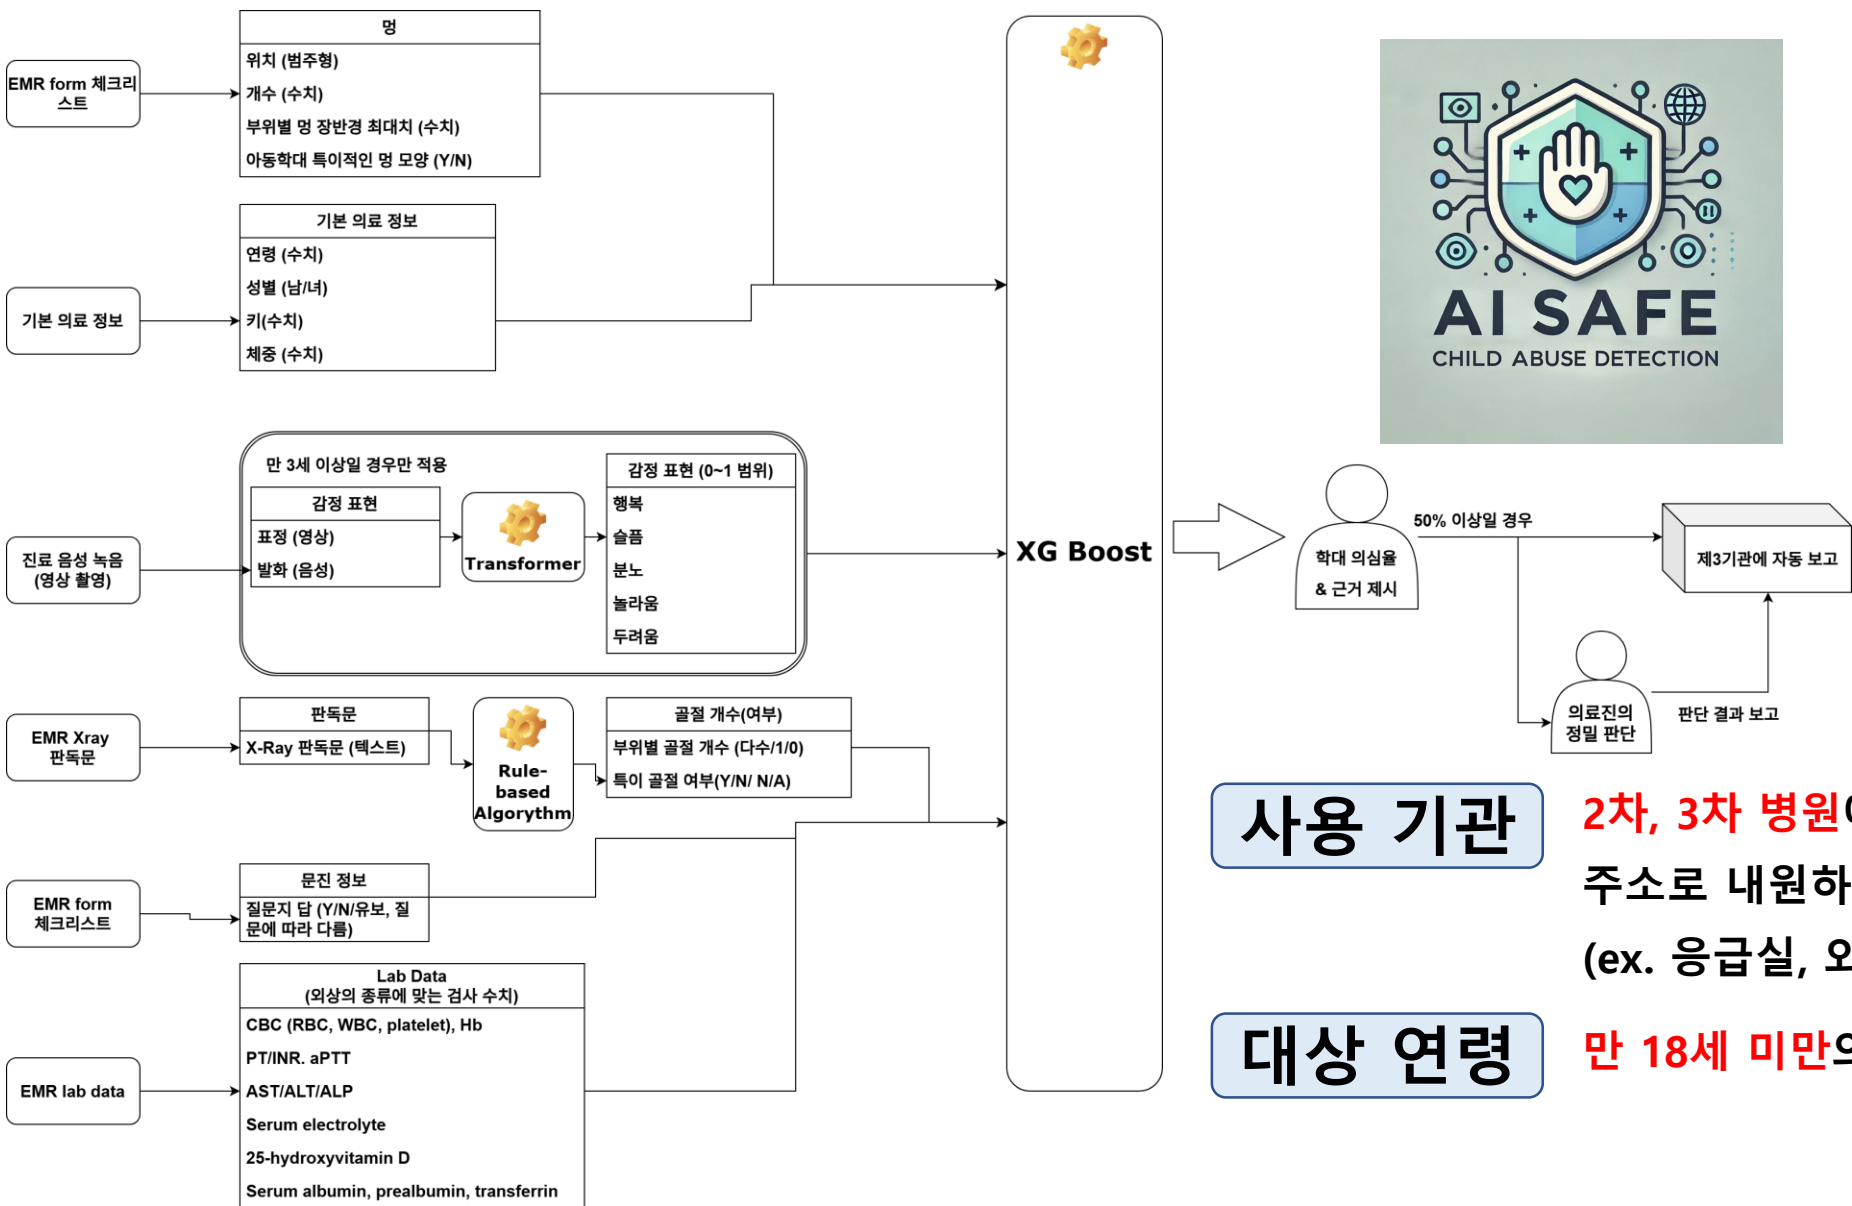 멍
EMR form 체크리
스트
위치 (범주형)
개수 (수치)
부위별 멍 장반경 최대치 (수치)
아동학대 특이적인 멍 모양 (Y/N)
기본 의료 정보
기본 의료 정보
연령 (수치)
성별 (남/녀)
키(수치)
체중 (수치)
진료 음성 녹음
(영상 촬영)
만 3세 이상일 경우만 적용
감정 표현
표정 (영상)
발화 (음성)
Transformer
감정 표현 (0~1 범위)
행복
슬픔
분노
놀라움
두려움
EMR Xray
판독문
판독문
X-Ray 판독문 (텍스트)
Rule-
based
Algorythm
골절 개수(여부)
부위별 골절 개수 (다수/1/0)
특이 골절 여부(Y/N/ N/A)
EMR form
체크리스트
문진 정보
질문지 답 (Y/N/유보, 질
문에 따라 다름)
EMR lab data
Lab Data
(외상의 종류에 맞는 검사 수치)
CBC (RBC, WBC, platelet), Hb
PT/INR. aPTT
AST/ALT/ALP
Serum electrolyte
25-hydroxyvitamin D
Serum albumin, prealbumin, transferrin
XG Boost
AI SAFE
CHILD ABUSE DETECTION
학대 의심율
& 근거 제시
50% 이상일 경우
제3기관에 자동 보고
의료진의
정밀 판단
판단 결과 보고
사용 기관
2차, 3차 병원
주소로 내원하
(ex. 응급실,
대상 연령
만 18세 미만